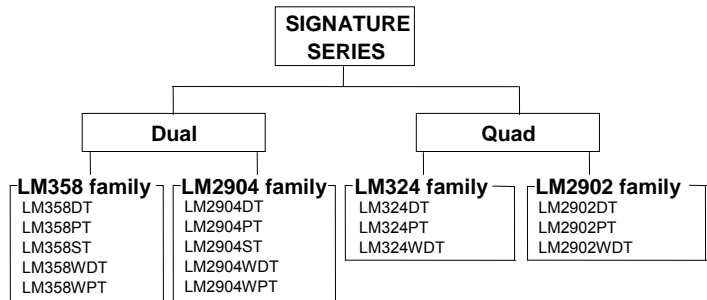 SIGNATURE
SERIES
Dual
Quad
LM358 family
LM358DT
LM358PT
LM358ST
LM358WDT
LM358WPT
LM2904 family
LM2904DT
LM2904PT
LM2904ST
LM2904WDT
LM2904WPT
LM324 family
LM324DT
LM324PT
LM324WDT
LM2902 family
LM2902DT
LM2902PT
LM2902WDT